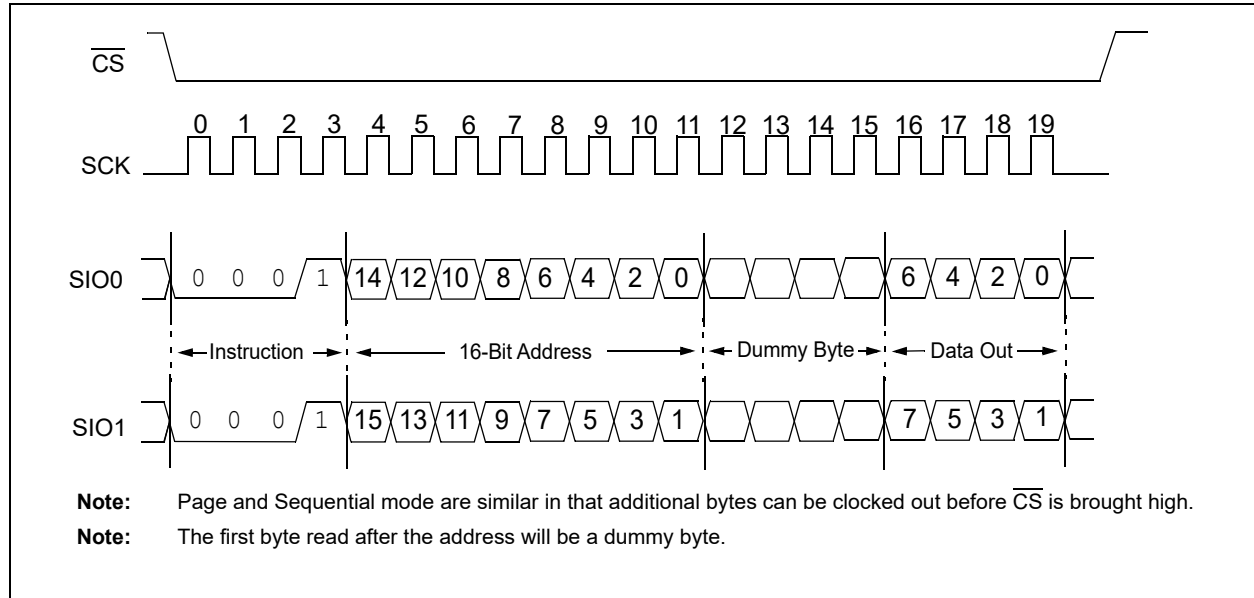 CS
0 1 2 3 4 5 6 7 8 9 10 11 12 13 14 15 16 17 18 19
SCK
SIO0 0 0 0 1 14 12 10 8 6 4 2 0 6 4 2 0
Instruction 16-Bit Address Dummy Byte Data Out
SIO1 0 0 0 1 15 13 11 9 7 5 3 1 7 5 3 1
Note: Page and Sequential mode are similar in that additional bytes can be clocked out before CS is brought high.
Note: The first byte read after the address will be a dummy byte.